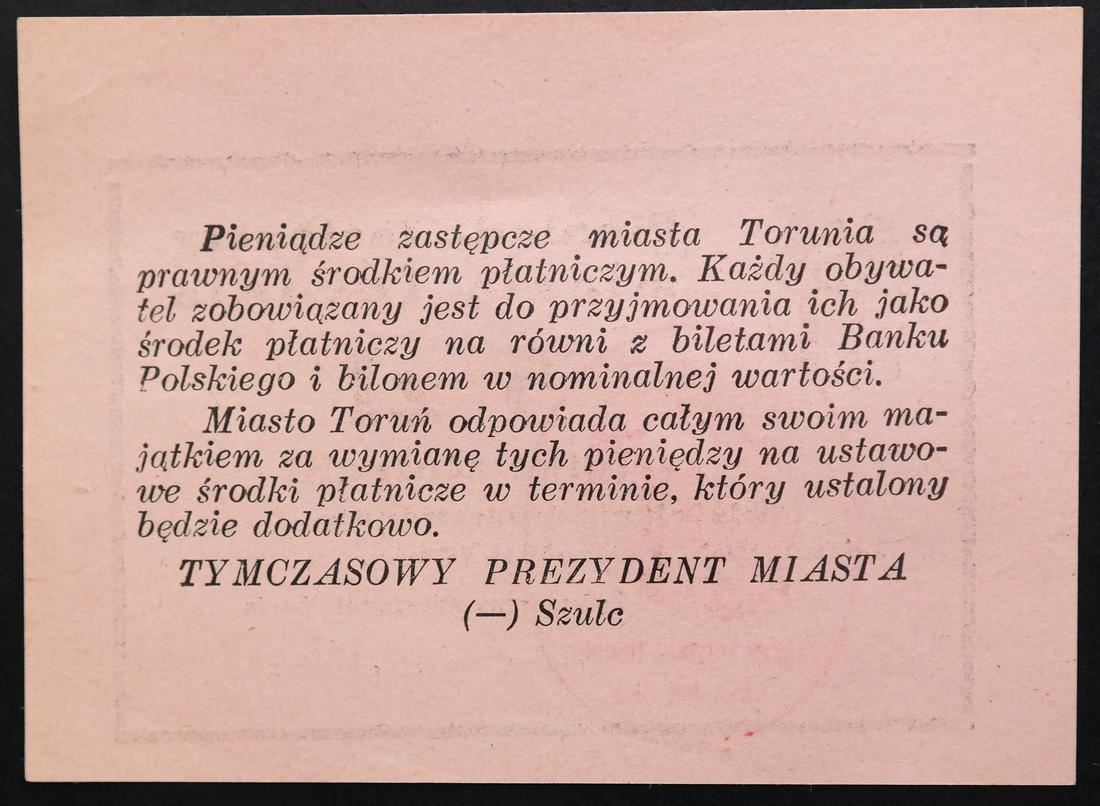 Pieniądze zastępcze miasta Torunia są
prawnym środkiem płatniczym. Każdy obywa-
tel zobowiązany jest do przyjmowania ich jako
środek płatniczy na równi z biletami Banku
Polskiego i bilonem w nominalnej wartości.
Miasto Toruń odpowiada całym swoim ma-
jątkiem za wymianę tych pieniędzy na ustawo-
we środki płatnicze w terminie, który ustalony
będzie dodatkowo.
TYMCZASOWY PREZYDENT MIASTA
(—) Szulc